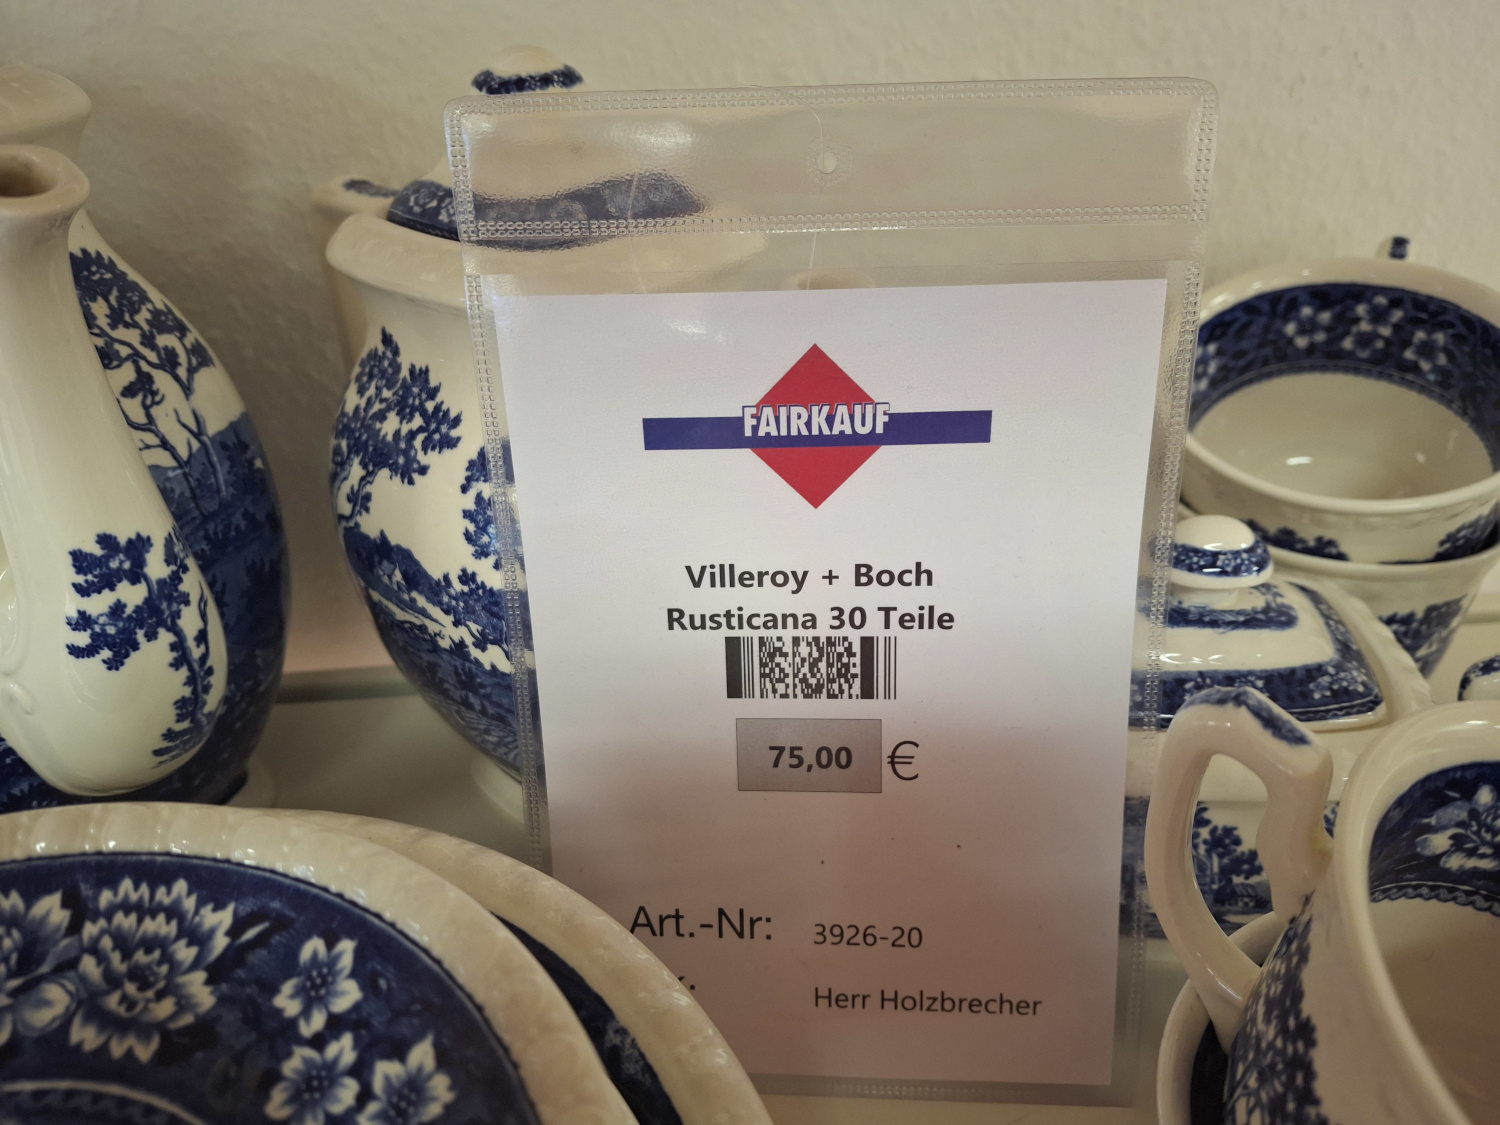 FAIRKAUF
Villeroy + Boch
Rusticana 30 Teile
75,00 €
Art.-Nr: 3926-20
Herr Holzbrecher